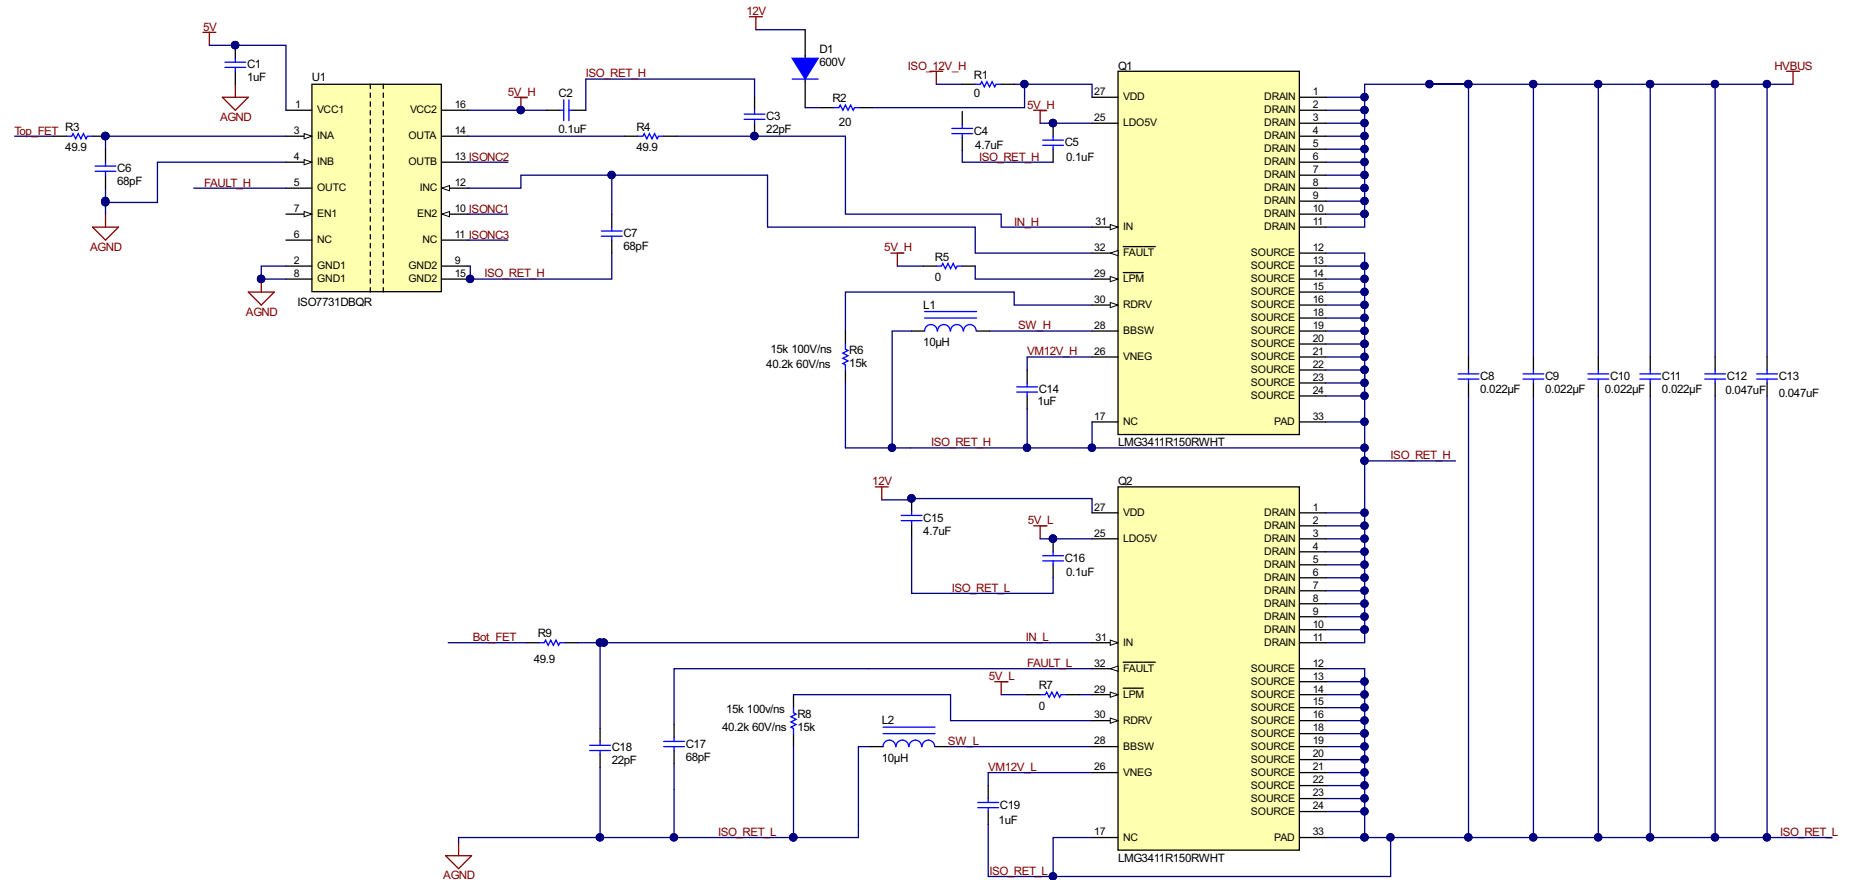 5V
C1
1uF
AGND
U1
1 VCC1
3 INA
4 INB
5 OUTC
7 EN1
6 NC
2 GND1
8 GND1
VCC2 16
OUTA 14
OUTB 13 ISONC2
INC 12
EN2 10 ISONC1
NC 11 ISONC3
GND2 9
GND2 15 ISO_RET_H
ISO7731DBQR
Top_FET R3
49.9
C6
68pF
AGND
FAULT_H
AGND
5V_H
C2
0.1uF
ISO_RET_H
C3
22pF
R4
49.9
C7
68pF
12V
D1
600V
R2
20
ISO_12V_H
R1
0
5V_H
C4
4.7uF
ISO_RET_H
C5
0.1uF
IN_H
5V_H
R5
0
15k 100V/ns
40.2k 60V/ns
R6
15k
L1
10µH
SW_H
VM12V_H
C14
1uF
ISO_RET_H
Q1
27 VDD
25 LDO5V
31 IN
32 FAULT
29 LPM
30 RDRV
28 BBSW
26 VNEG
17 NC
DRAIN 1
DRAIN 2
DRAIN 3
DRAIN 4
DRAIN 5
DRAIN 6
DRAIN 7
DRAIN 8
DRAIN 9
DRAIN 10
DRAIN 11
SOURCE 12
SOURCE 13
SOURCE 14
SOURCE 15
SOURCE 16
SOURCE 18
SOURCE 19
SOURCE 20
SOURCE 21
SOURCE 22
SOURCE 23
SOURCE 24
PAD 33
LMG3411R150RWHT
ISO_RET_H
HVBUS
C8
0.022µF
C9
0.022µF
C10
0.022µF
C11
0.022µF
C12
0.047uF
C13
0.047uF
12V
C15
4.7uF
5V_L
C16
0.1uF
ISO_RET_L
Bot_FET
R9
49.9
IN_L
FAULT_L
5V_L
R7
0
15k 100v/ns
40.2k 60V/ns
R8
15k
L2
10µH
SW_L
C18
22pF
C17
68pF
VM12V_L
C19
1uF
ISO_RET_L
AGND
ISO_RET_L
Q2
27 VDD
25 LDO5V
31 IN
32 FAULT
29 LPM
30 RDRV
28 BBSW
26 VNEG
17 NC
DRAIN 1
DRAIN 2
DRAIN 3
DRAIN 4
DRAIN 5
DRAIN 6
DRAIN 7
DRAIN 8
DRAIN 9
DRAIN 10
DRAIN 11
SOURCE 12
SOURCE 13
SOURCE 14
SOURCE 15
SOURCE 16
SOURCE 18
SOURCE 19
SOURCE 20
SOURCE 21
SOURCE 22
SOURCE 23
SOURCE 24
PAD 33
LMG3411R150RWHT
ISO_RET_L